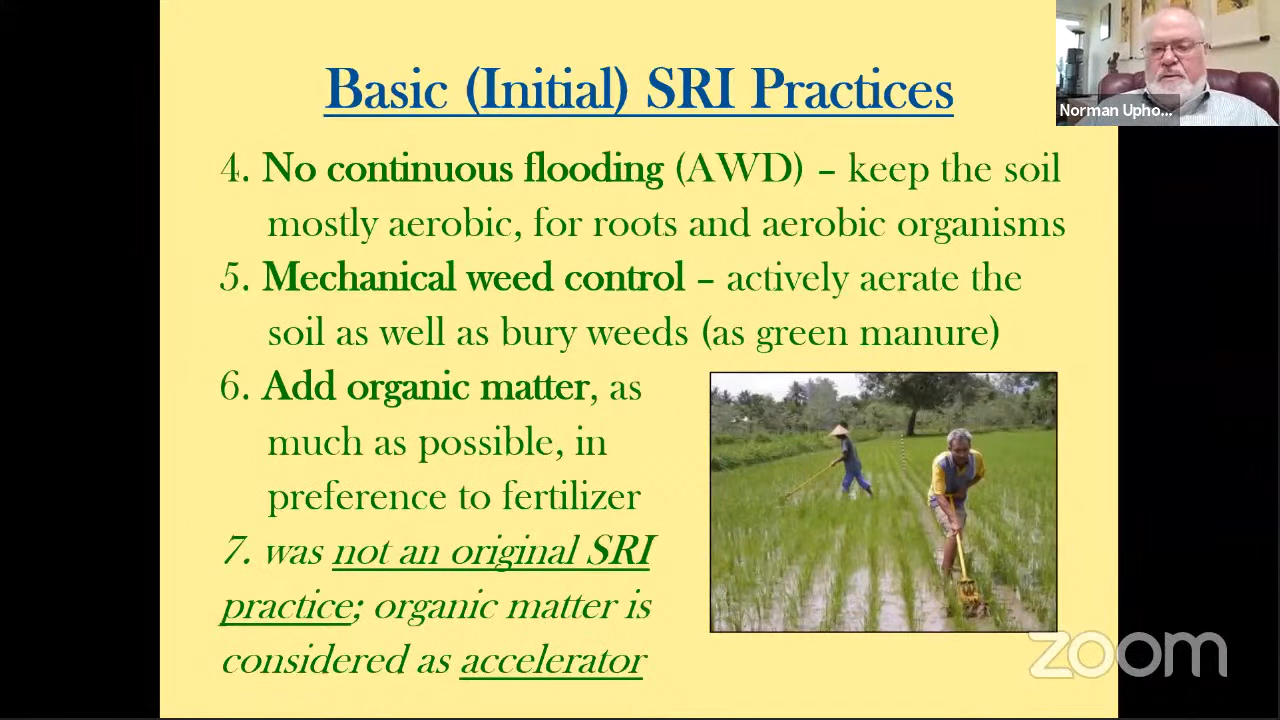 Basic (Initial) SRI Practices
Norman Upho...
4. No continuous flooding (AWD) – keep the soil
mostly aerobic, for roots and aerobic organisms
5. Mechanical weed control – actively aerate the
soil as well as bury weeds (as green manure)
6. Add organic matter, as
much as possible, in
preference to fertilizer
7. was not an original SRI
practice; organic matter is
considered as accelerator
zoom